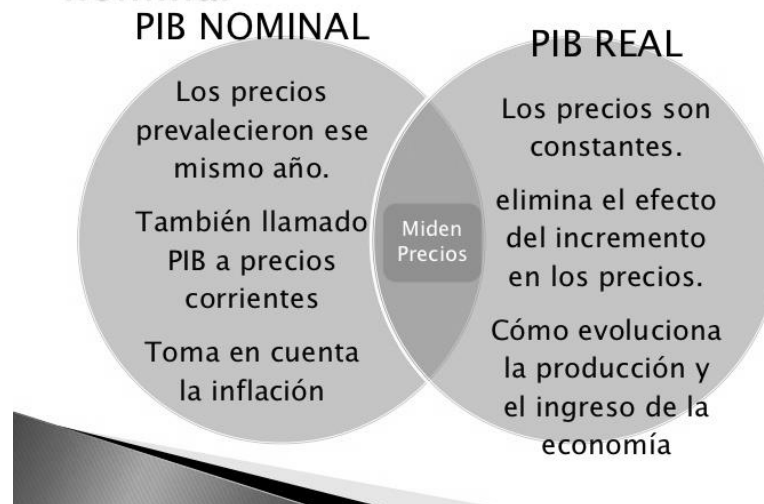 PIB NOMINAL
Los precios
prevalecieron ese
mismo año.
También llamado
PIB a precios
corrientes
Toma en cuenta
la inflación
Miden
Precios
PIB REAL
Los precios son
constantes.
elimina el efecto
del incremento
en los precios.
Cómo evoluciona
la producción y
el ingreso de la
economía